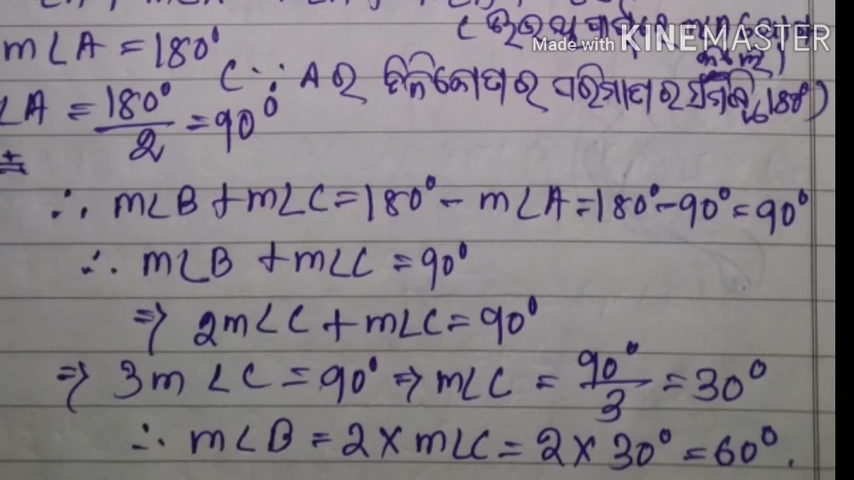 Made with KINEMASTER
m∠A = 180°
(∵ A ର ତିନିକୋଣର ପରିମାଣର ସମଷ୍ଟି 180°)
∠A = 180°/2 = 90°
∴ m∠B + m∠C = 180° - m∠A = 180° - 90° = 90°
∴ m∠B + m∠C = 90°
⇒ 2m∠C + m∠C = 90°
⇒ 3m∠C = 90° ⇒ m∠C = 90°/3 = 30°
∴ m∠B = 2 × m∠C = 2 × 30° = 60°.